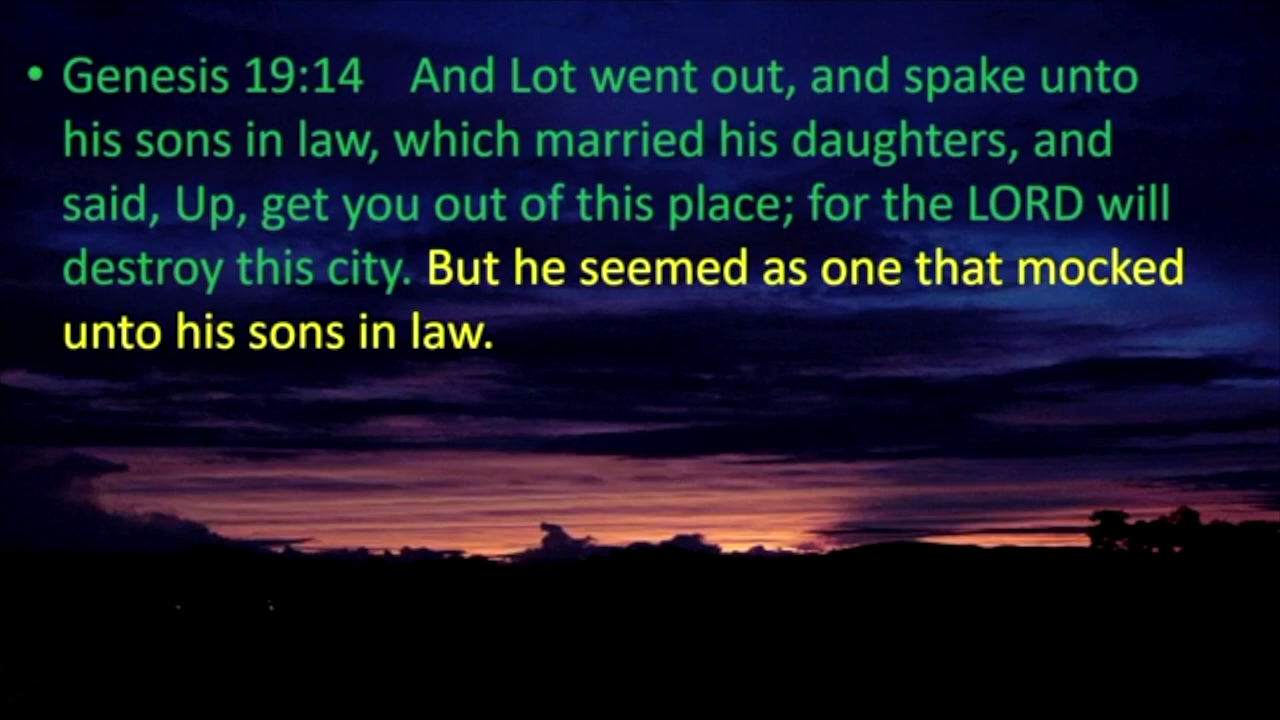 • Genesis 19:14 And Lot went out, and spake unto
his sons in law, which married his daughters, and
said, Up, get you out of this place; for the LORD will
destroy this city. But he seemed as one that mocked
unto his sons in law.